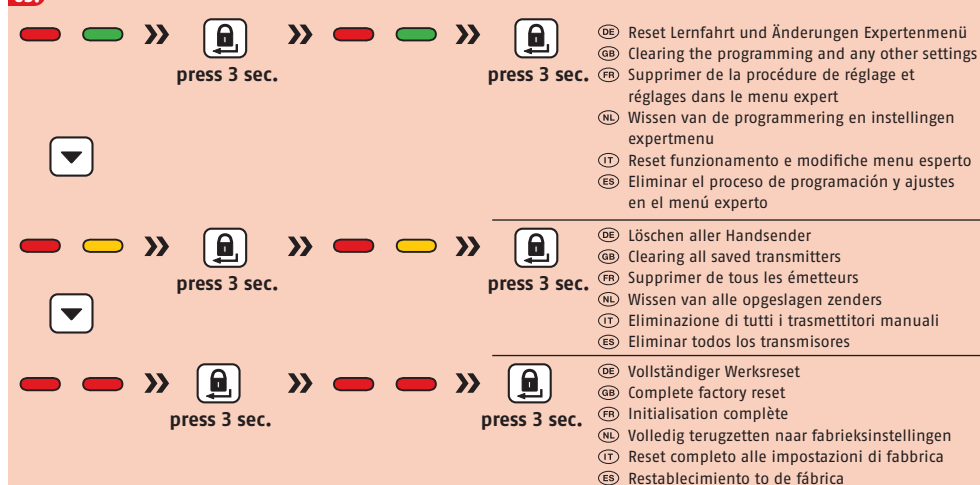 press 3 sec.
press 3 sec.
DE Reset Lernfahrt und Änderungen Expertenmenü
GB Clearing the programming and any other settings
FR Supprimer de la procédure de réglage et
réglages dans le menu expert
NL Wissen van de programmering en instellingen
expertmenu
IT Reset funzionamento e modifiche menu esperto
ES Eliminar el proceso de programación y ajustes
en el menú experto
press 3 sec.
press 3 sec.
DE Löschen aller Handsender
GB Clearing all saved transmitters
FR Supprimer de tous les émetteurs
NL Wissen van alle opgeslagen zenders
IT Eliminazione di tutti i trasmettitori manuali
ES Eliminar todos los transmisores
press 3 sec.
press 3 sec.
DE Vollständiger Werksreset
GB Complete factory reset
FR Initialisation complète
NL Volledig terugzetten naar fabrieksinstellingen
IT Reset completo alle impostazioni di fabbrica
ES Restablecimiento to de fábrica